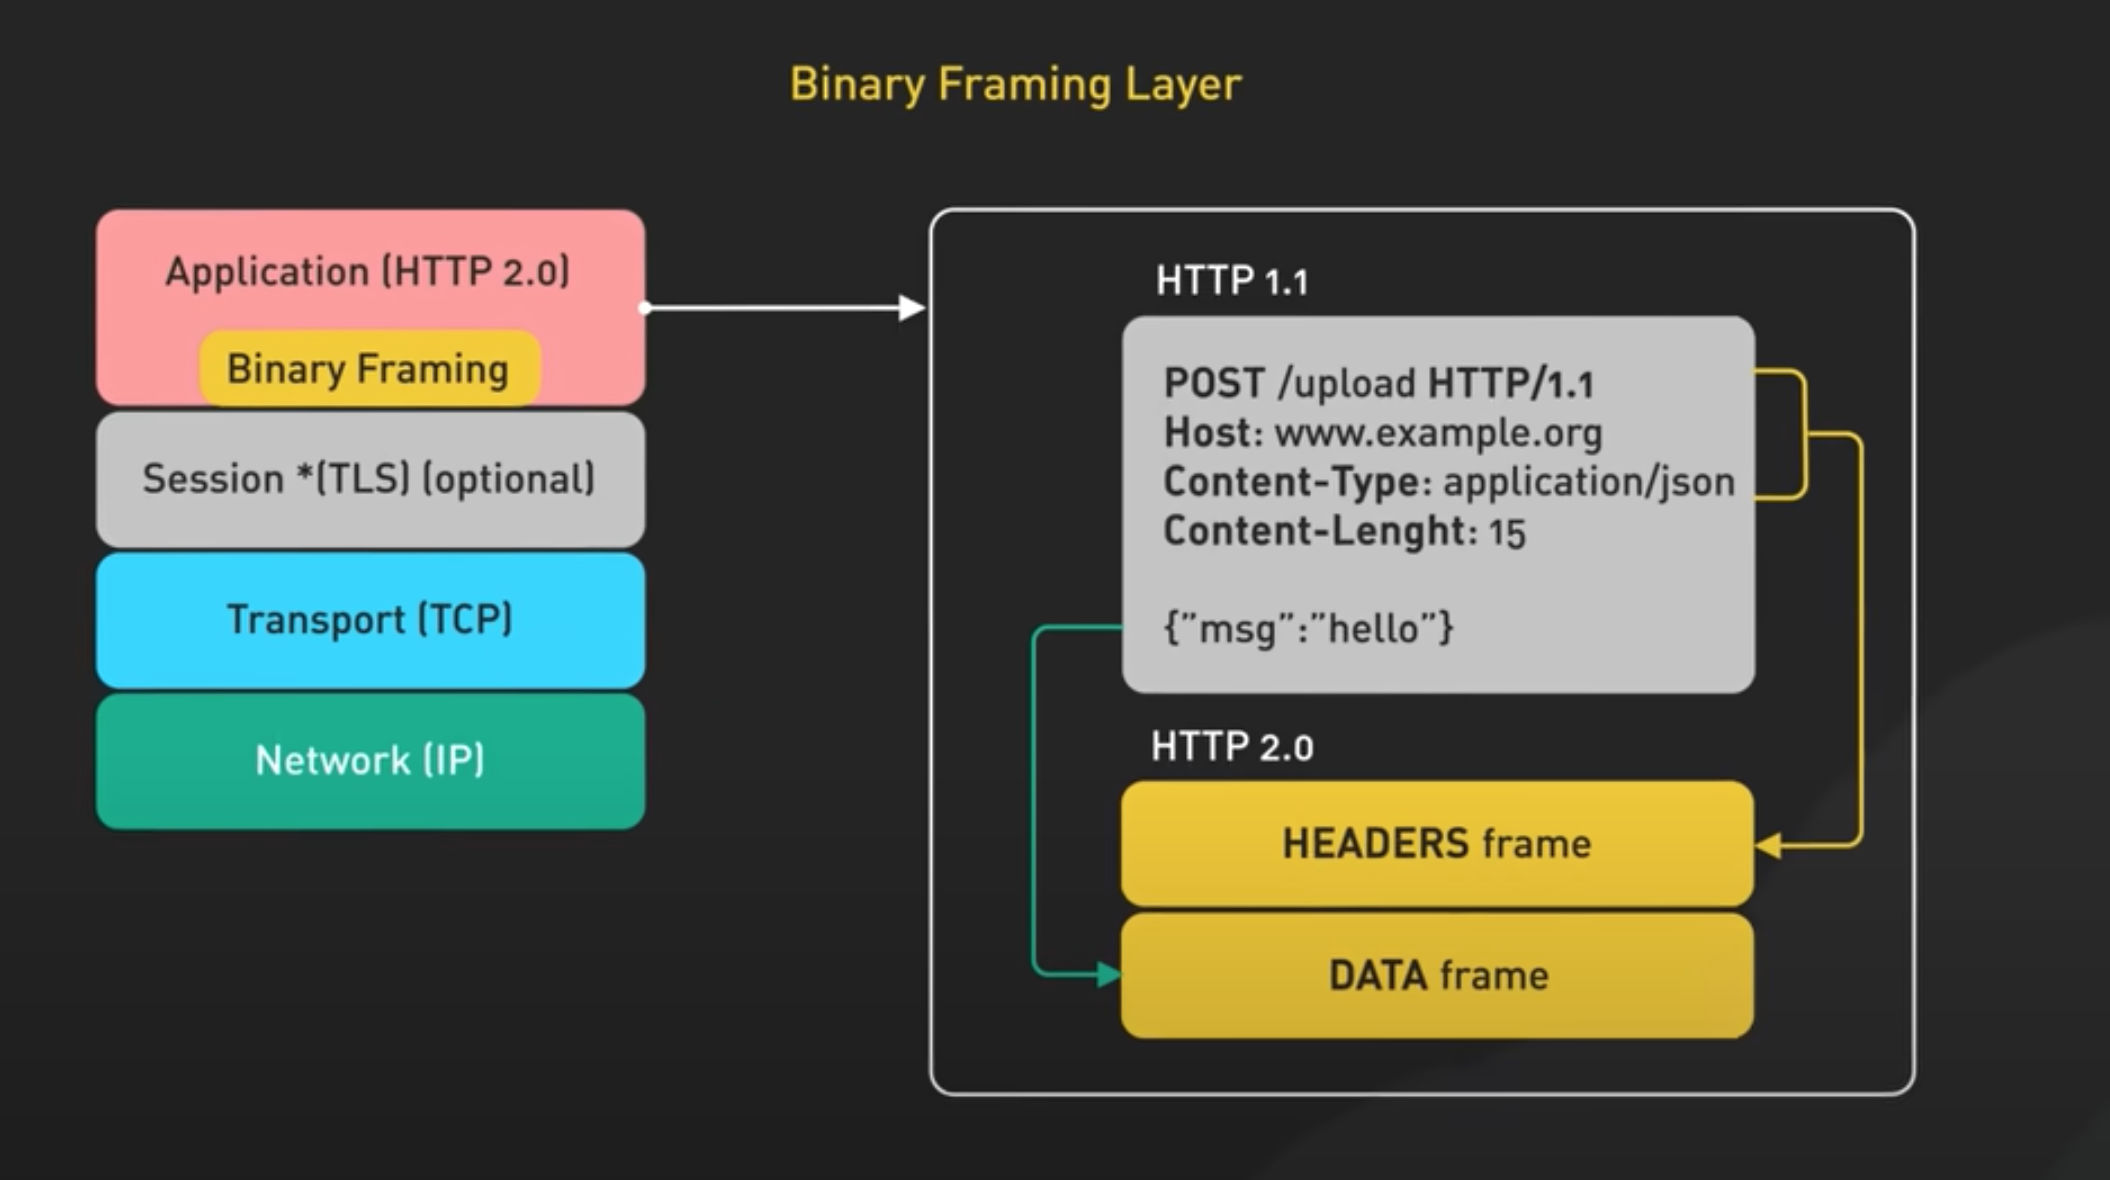 Binary Framing Layer
Application (HTTP 2.0)
Binary Framing
Session *(TLS) (optional)
Transport (TCP)
Network (IP)
HTTP 1.1
POST /upload HTTP/1.1
Host: www.example.org
Content-Type: application/json
Content-Lenght: 15
{”msg”:”hello”}
HTTP 2.0
HEADERS frame
DATA frame